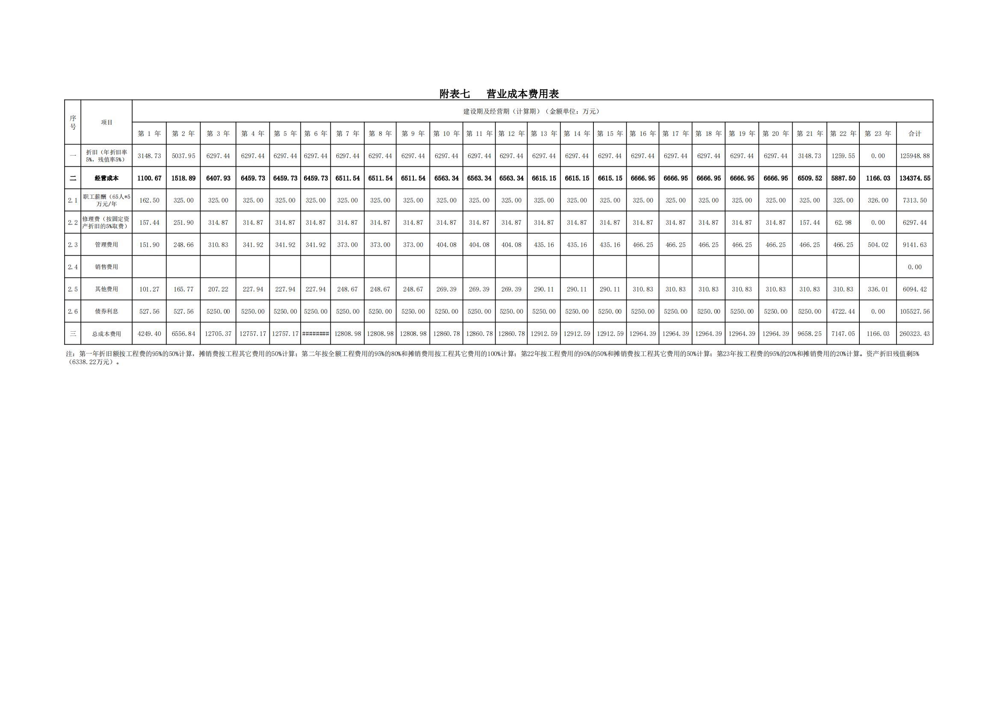 附表七 营业成本费用表
序号 项目 建设期及经营期（计算期）（金额单位：万元）
第 1 年 第 2 年 第 3 年 第 4 年 第 5 年 第 6 年 第 7 年 第 8 年 第 9 年 第 10 年 第 11 年 第 12 年 第 13 年 第 14 年 第 15 年 第 16 年 第 17 年 第 18 年 第 19 年 第 20 年 第 21 年 第 22 年 第 23 年 合计
一 折旧（年折旧率5%，残值率5%） 3148.73 5037.95 6297.44 6297.44 6297.44 6297.44 6297.44 6297.44 6297.44 6297.44 6297.44 6297.44 6297.44 6297.44 6297.44 6297.44 6297.44 6297.44 6297.44 6297.44 3148.73 1259.55 0.00 125948.88
二 经营成本 1100.67 1518.89 6407.93 6459.73 6459.73 6459.73 6511.54 6511.54 6511.54 6563.34 6563.34 6563.34 6615.15 6615.15 6615.15 6666.95 6666.95 6666.95 6666.95 6666.95 6509.52 5887.50 1166.03 134374.55
2.1 职工薪酬（65人*5万元/年 162.50 325.00 325.00 325.00 325.00 325.00 325.00 325.00 325.00 325.00 325.00 325.00 325.00 325.00 325.00 325.00 325.00 325.00 325.00 325.00 325.00 325.00 326.00 7313.50
2.2 修理费（按固定资产折旧的5%取费） 157.44 251.90 314.87 314.87 314.87 314.87 314.87 314.87 314.87 314.87 314.87 314.87 314.87 314.87 314.87 314.87 314.87 314.87 314.87 314.87 157.44 62.98 0.00 6297.44
2.3 管理费用 151.90 248.66 310.83 341.92 341.92 341.92 373.00 373.00 373.00 404.08 404.08 404.08 435.16 435.16 435.16 466.25 466.25 466.25 466.25 466.25 466.25 466.25 504.02 9141.63
2.4 销售费用 0.00
2.5 其他费用 101.27 165.77 207.22 227.94 227.94 227.94 248.67 248.67 248.67 269.39 269.39 269.39 290.11 290.11 290.11 310.83 310.83 310.83 310.83 310.83 310.83 310.83 336.01 6094.42
2.6 债券利息 527.56 527.56 5250.00 5250.00 5250.00 5250.00 5250.00 5250.00 5250.00 5250.00 5250.00 5250.00 5250.00 5250.00 5250.00 5250.00 5250.00 5250.00 5250.00 5250.00 5250.00 4722.44 0.00 105527.56
三 总成本费用 4249.40 6556.84 12705.37 12757.17 12757.17 ######## 12808.98 12808.98 12808.98 12860.78 12860.78 12860.78 12912.59 12912.59 12912.59 12964.39 12964.39 12964.39 12964.39 12964.39 9658.25 7147.05 1166.03 260323.43
注：第一年折旧额按工程费的95%的50%计算，摊销费按工程其它费用的50%计算；第二年按全额工程费用的95%的80%和摊销费用按工程其它费用的100%计算；第22年按工程费用的95%的50%和摊销费按工程其它费用的50%计算；第23年按工程费的95%的20%和摊销费用的20%计算。资产折旧残值剩5%
（6338.22万元）。